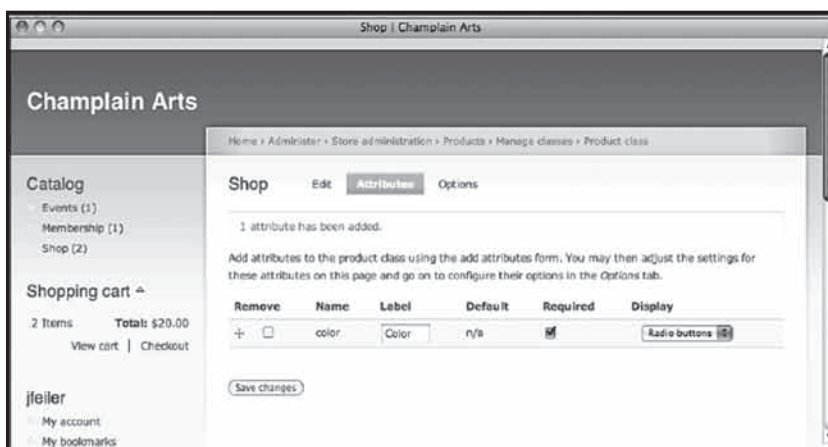 Shop | Champlain Arts
Champlain Arts
Home › Administer › Store administration › Products › Manage classes › Product class
Catalog
Events (1)
Membership (1)
Shop (2)
Shopping cart
2 Items Total: $20.00
View cart | Checkout
jfeiler
My account
My bookmarks
Shop Edit Attributes Options
1 attribute has been added.
Add attributes to the product class using the add attributes form. You may then adjust the settings for
these attributes on this page and go on to configure their options in the Options tab.
Remove Name Label Default Required Display
color Color n/a Radio buttons
Save changes